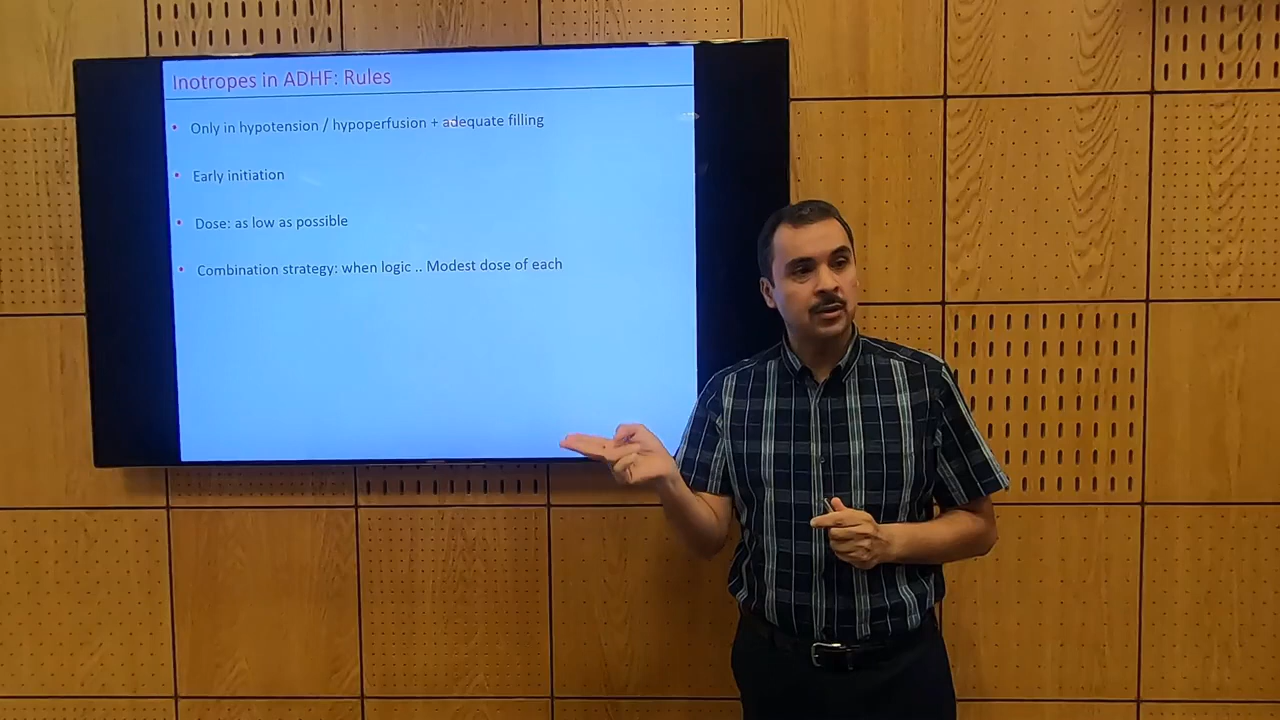 Inotropes in ADHF: Rules
• Only in hypotension / hypoperfusion + adequate filling
• Early initiation
• Dose: as low as possible
• Combination strategy: when logic .. Modest dose of each